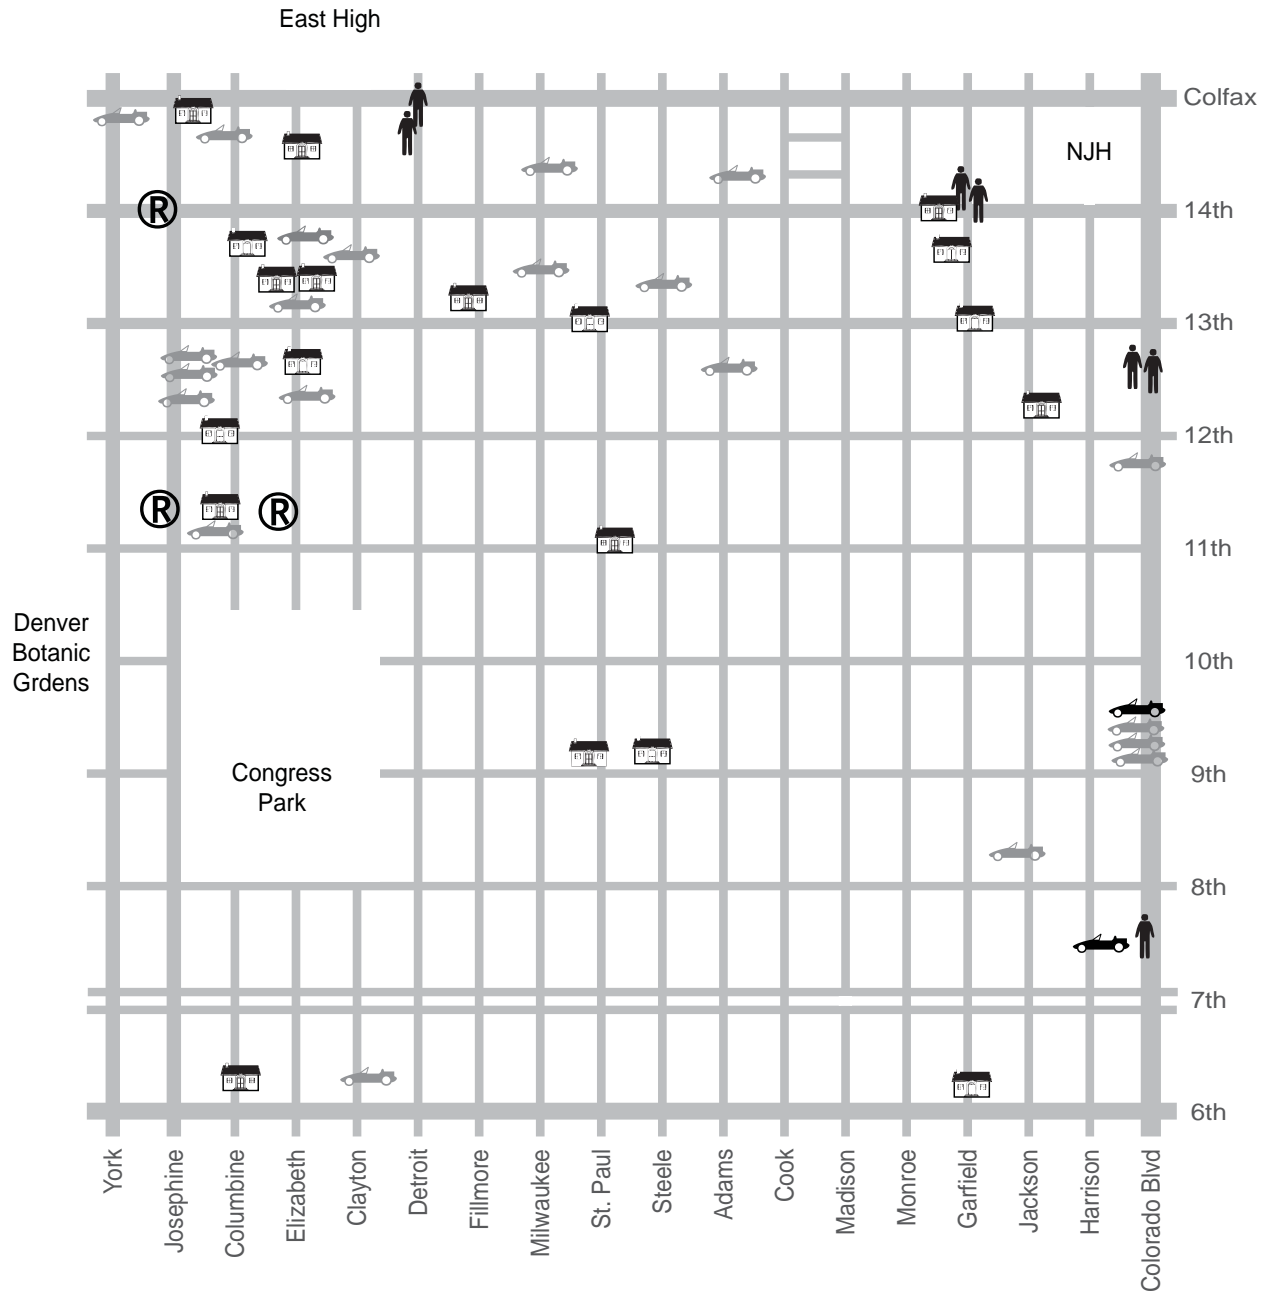 East High
Colfax
NJH
®
14th
13th
12th
® ®
11th
Denver
Botanic
Grdens
10th
Congress
Park
9th
8th
7th
6th
York
Josephine
Columbine
Elizabeth
Clayton
Detroit
Fillmore
Milwaukee
St. Paul
Steele
Adams
Cook
Madison
Monroe
Garfield
Jackson
Harrison
Colorado Blvd